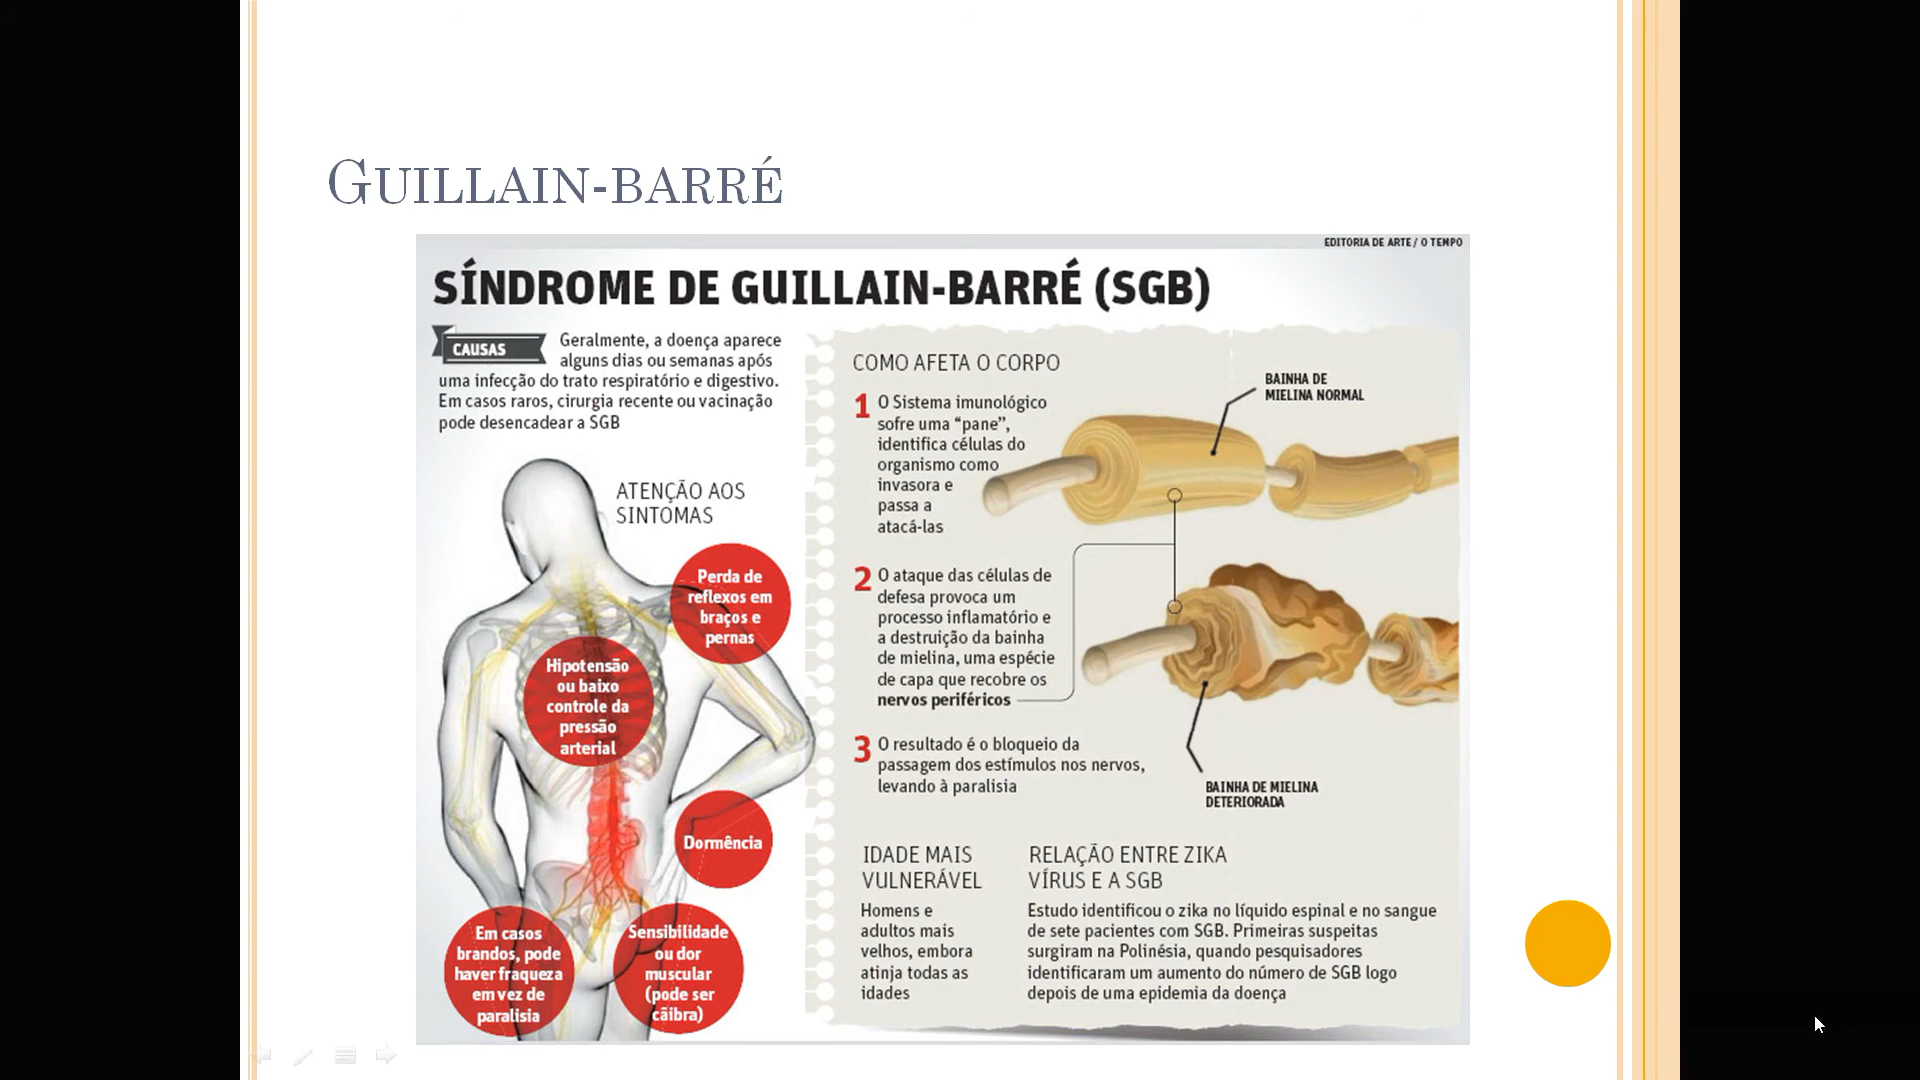 GUILLAIN-BARRÉ
EDITORIA DE ARTE / O TEMPO
SÍNDROME DE GUILLAIN-BARRÉ (SGB)
CAUSAS
Geralmente, a doença aparece
alguns dias ou semanas após
uma infecção do trato respiratório e digestivo.
Em casos raros, cirurgia recente ou vacinação
pode desencadear a SGB
ATENÇÃO AOS
SINTOMAS
Perda de
reflexos em
braços e
pernas
Hipotensão
ou baixo
controle da
pressão
arterial
Dormência
Em casos
brandos, pode
haver fraqueza
em vez de
paralisia
Sensibilidade
ou dor
muscular
(pode ser
cãibra)
COMO AFETA O CORPO
1 O Sistema imunológico
sofre uma “pane”,
identifica células do
organismo como
invasora e
passa a
atacá-las
BAINHA DE
MIELINA NORMAL
2 O ataque das células de
defesa provoca um
processo inflamatório e
a destruição da bainha
de mielina, uma espécie
de capa que recobre os
nervos periféricos
3 O resultado é o bloqueio da
passagem dos estímulos nos nervos,
levando à paralisia
BAINHA DE MIELINA
DETERIORADA
IDADE MAIS
VULNERÁVEL
Homens e
adultos mais
velhos, embora
atinja todas as
idades
RELAÇÃO ENTRE ZIKA
VÍRUS E A SGB
Estudo identificou o zika no líquido espinal e no sangue
de sete pacientes com SGB. Primeiras suspeitas
surgiram na Polinésia, quando pesquisadores
identificaram um aumento do número de SGB logo
depois de uma epidemia da doença